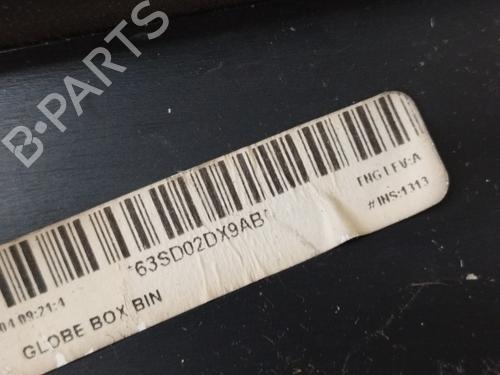 B-PARTS
ENG LEV:A
# INS:1313
*63SD02DX9AB*
04 09:21:4
GLOBE BOX BIN